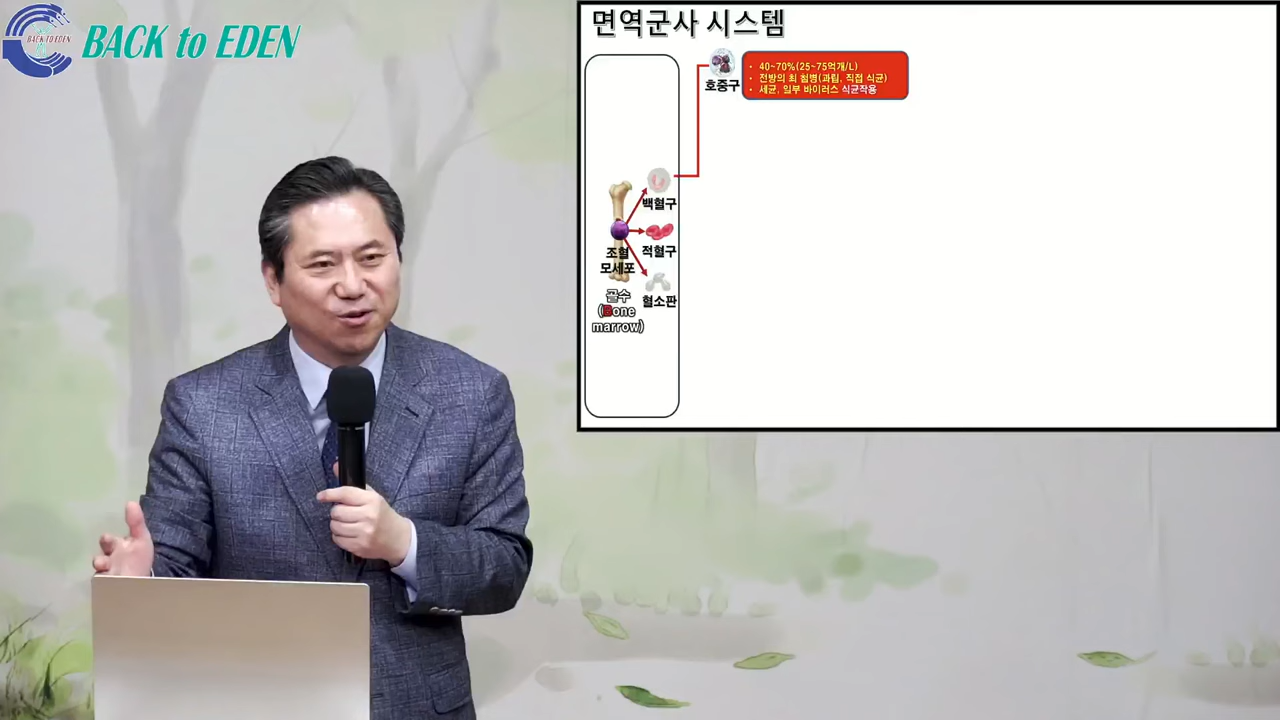 BACK to EDEN
BACK TO EDEN
면역군사 시스템
호중구
• 40~70%(25~75억개/L)
• 전방의 최 첨병(과립, 직접 식균)
• 세균, 일부 바이러스 식균작용
백혈구
적혈구
혈소판
조혈
모세포
골수
(Bone
marrow)